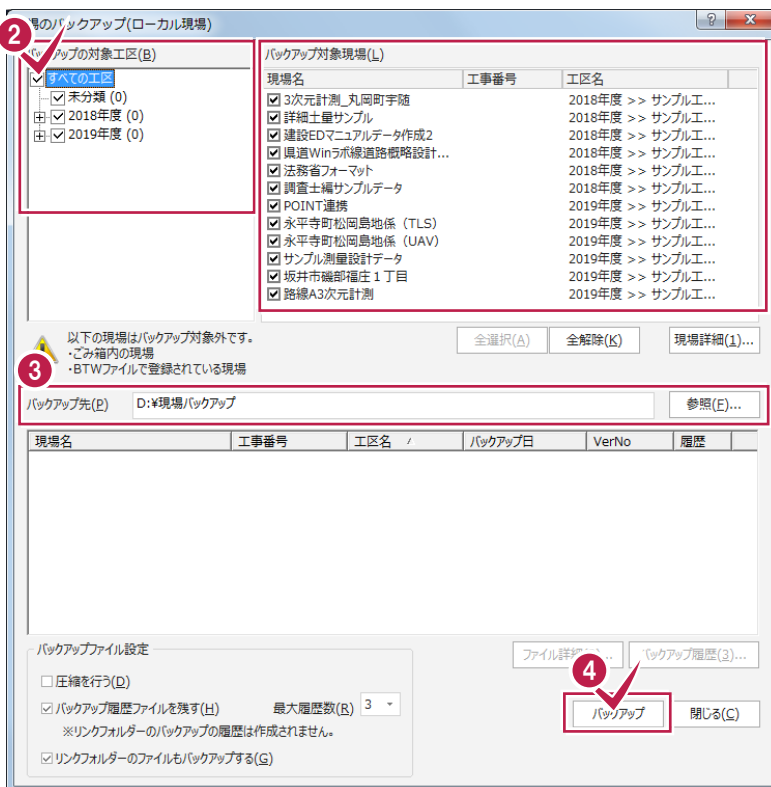 場のバックアップ(ローカル現場)
2
バックアップの対象工区(B)
すべての工区
未分類 (0)
2018年度 (0)
2019年度 (0)
バックアップ対象現場(L)
現場名 工事番号 工区名
3次元計測_丸岡町宇随 2018年度 >> サンプル工...
詳細土量サンプル 2018年度 >> サンプル工...
建設EDマニュアルデータ作成2 2018年度 >> サンプル工...
県道Winラボ線道路概略設計... 2018年度 >> サンプル工...
法務省フォーマット 2018年度 >> サンプル工...
調査士編サンプルデータ 2018年度 >> サンプル工...
POINT連携 2019年度 >> サンプル工...
永平寺町松岡島地係（TLS） 2019年度 >> サンプル工...
永平寺町松岡島地係（UAV） 2019年度 >> サンプル工...
サンプル測量設計データ 2019年度 >> サンプル工...
坂井市磯部福庄１丁目 2019年度 >> サンプル工...
路線A3次元計測 2019年度 >> サンプル工...
以下の現場はバックアップ対象外です。
・ごみ箱内の現場
・BTWファイルで登録されている現場
全選択(A) 全解除(K) 現場詳細(1)...
3
バックアップ先(P) D:¥現場バックアップ 参照(F)...
現場名 工事番号 工区名 バックアップ日 VerNo 履歴
バックアップファイル設定
ファイル詳細 バックアップ履歴(3)...
圧縮を行う(D)
4
バックアップ履歴ファイルを残す(H) 最大履歴数(R) 3
バックアップ 閉じる(C)
※リンクフォルダーのバックアップの履歴は作成されません。
リンクフォルダーのファイルもバックアップする(G)